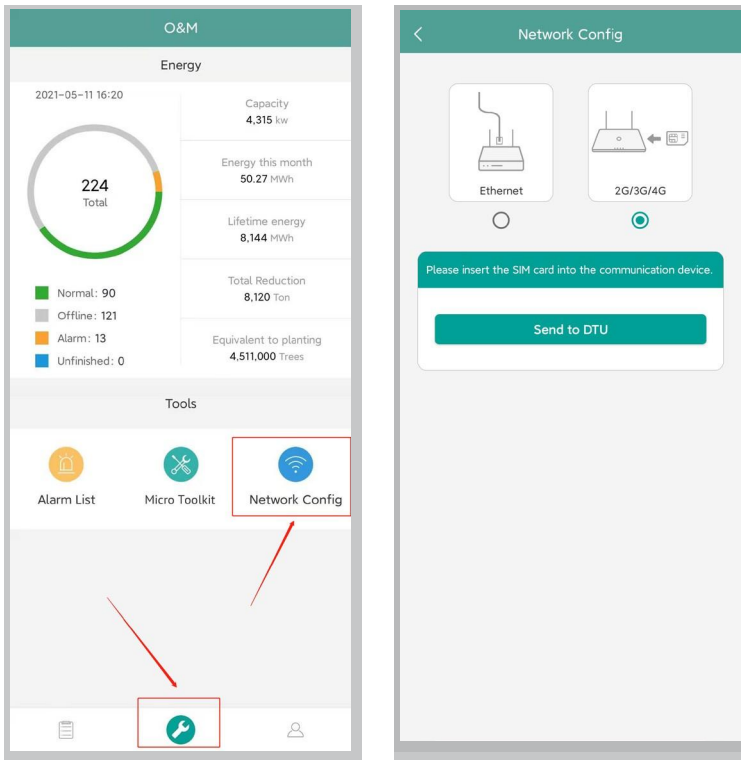 O&M
Energy
2021-05-11 16:20
224
Total
Normal: 90
Offline: 121
Alarm: 13
Unfinished: 0
Capacity
4,315 kw
Energy this month
50.27 MWh
Lifetime energy
8,144 MWh
Total Reduction
8,120 Ton
Equivalent to planting
4,511,000 Trees
Tools
Alarm List
Micro Toolkit
Network Config
Network Config
Ethernet
2G/3G/4G
Please insert the SIM card into the communication device.
Send to DTU